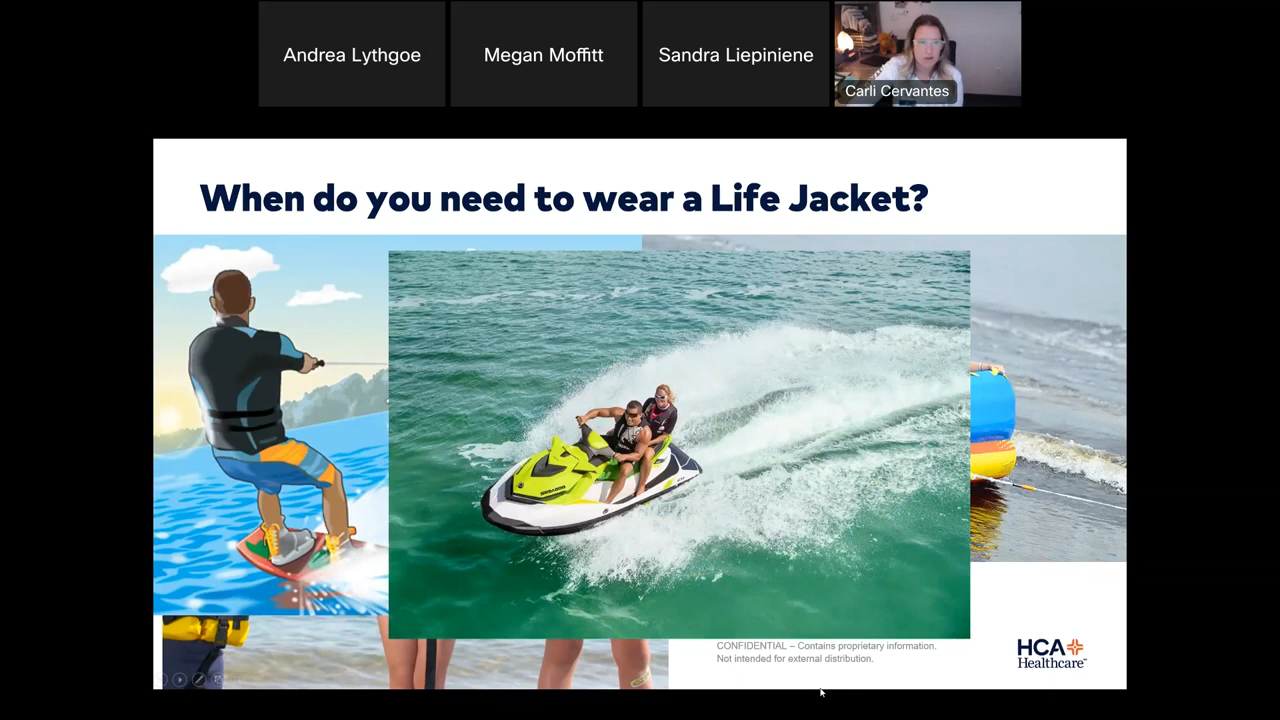 Andrea Lythgoe
Megan Moffitt
Sandra Liepiniene
Carli Cervantes
When do you need to wear a Life Jacket?
CONFIDENTIAL – Contains proprietary information.
Not intended for external distribution.
HCA
Healthcare™